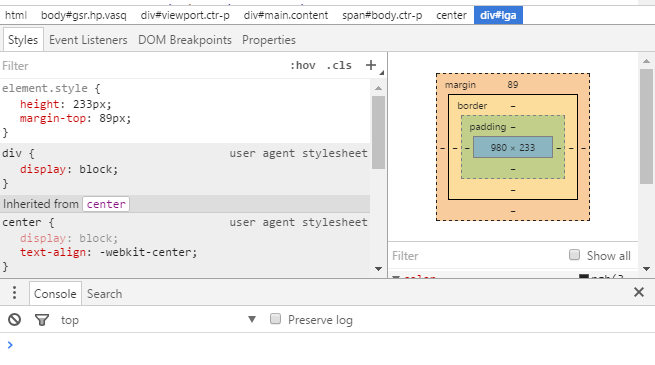 html body#gsr.hp.vasq div#viewport.ctr-p div#main.content span#body.ctr-p center div#lga
Styles Event Listeners DOM Breakpoints Properties
Filter :hov .cls +
element.style {
height: 233px;
margin-top: 89px;
}
div { user agent stylesheet
display: block;
}
Inherited from center
center { user agent stylesheet
display: block;
text-align: -webkit-center;
}
margin 89
border –
padding –
– – – 980 × 233 – – –
–
–
–
Filter Show all
Console Search
top Preserve log